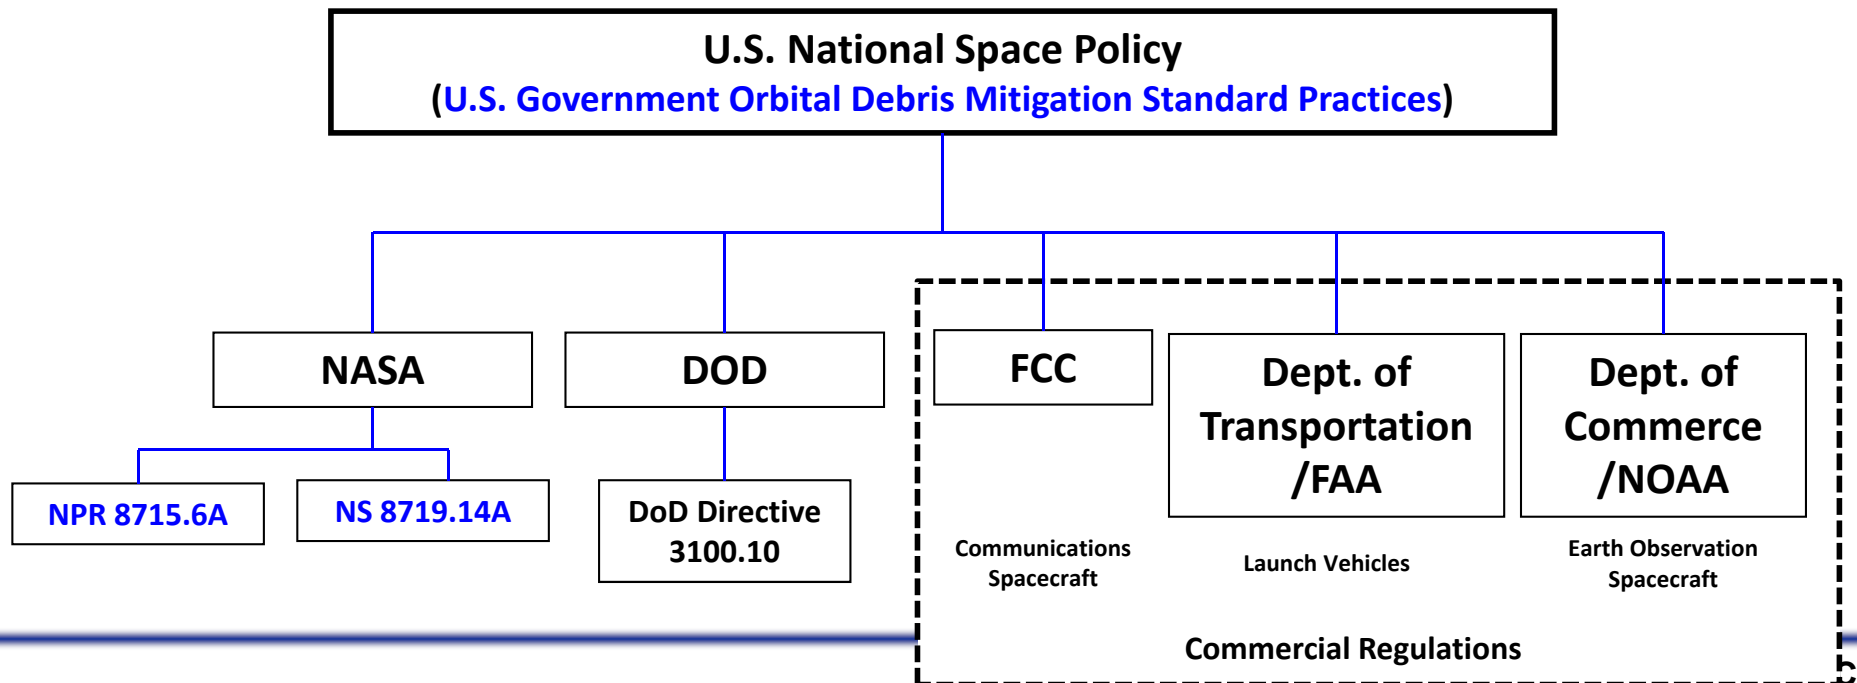 U.S. National Space Policy
(U.S. Government Orbital Debris Mitigation Standard Practices)
NASA
DOD
FCC
Dept. of
Transportation
/FAA
Dept. of
Commerce
/NOAA
NPR 8715.6A
NS 8719.14A
DoD Directive
3100.10
Communications
Spacecraft
Launch Vehicles
Earth Observation
Spacecraft
Commercial Regulations